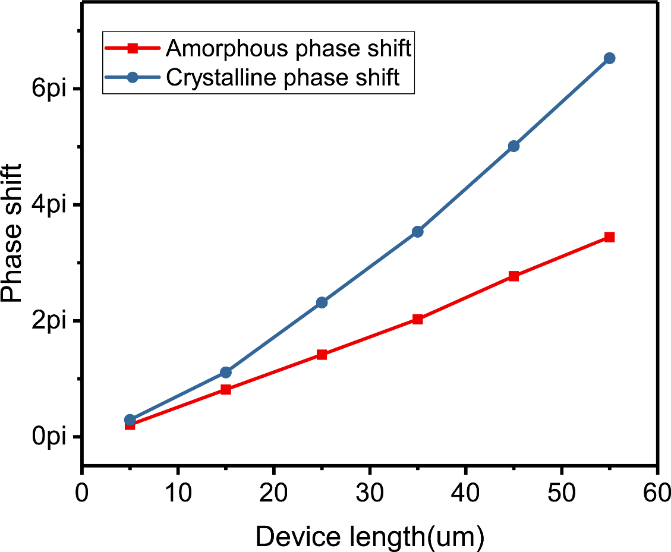 Amorphous phase shift
Crystalline phase shift
6pi
4pi
2pi
0pi
Phase shift
0 10 20 30 40 50 60
Device length(um)